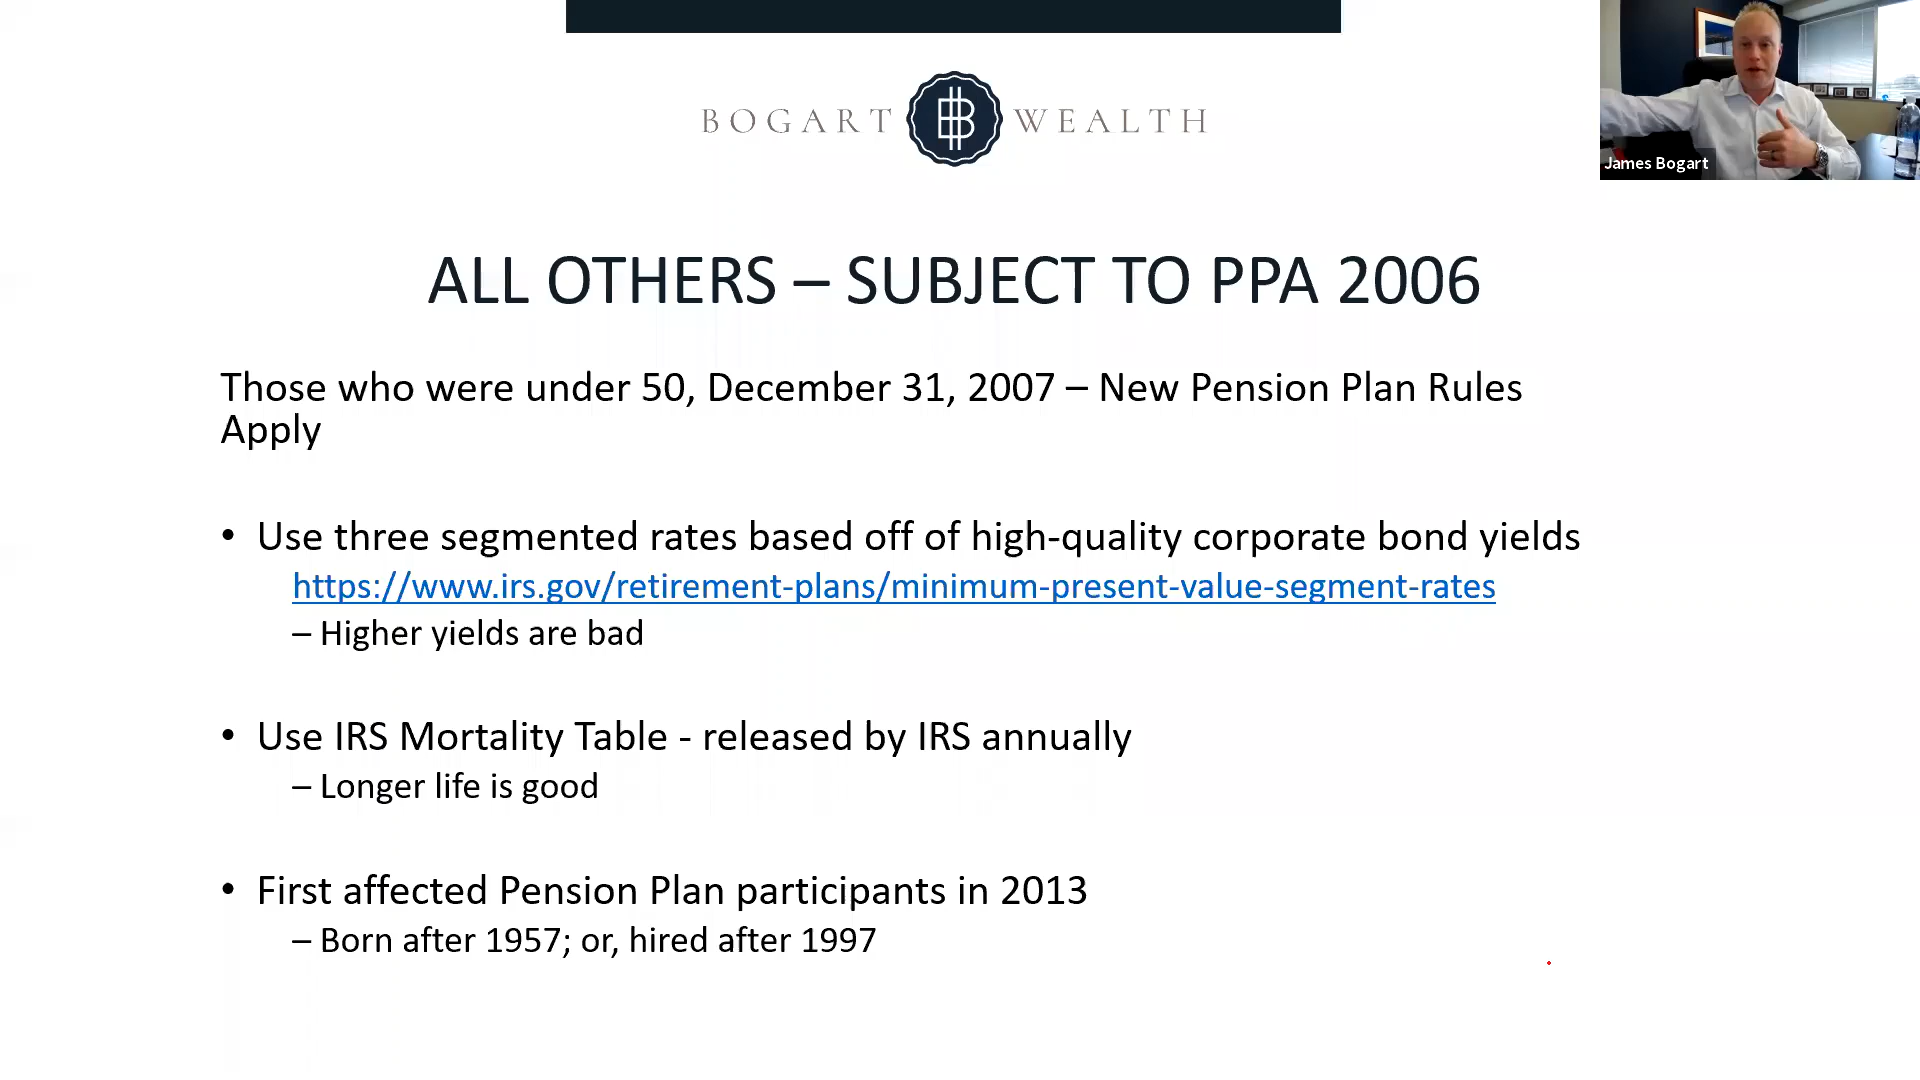 BOGART WEALTH
James Bogart
ALL OTHERS – SUBJECT TO PPA 2006
Those who were under 50, December 31, 2007 – New Pension Plan Rules
Apply
• Use three segmented rates based off of high-quality corporate bond yields
https://www.irs.gov/retirement-plans/minimum-present-value-segment-rates
– Higher yields are bad
• Use IRS Mortality Table - released by IRS annually
– Longer life is good
• First affected Pension Plan participants in 2013
– Born after 1957; or, hired after 1997